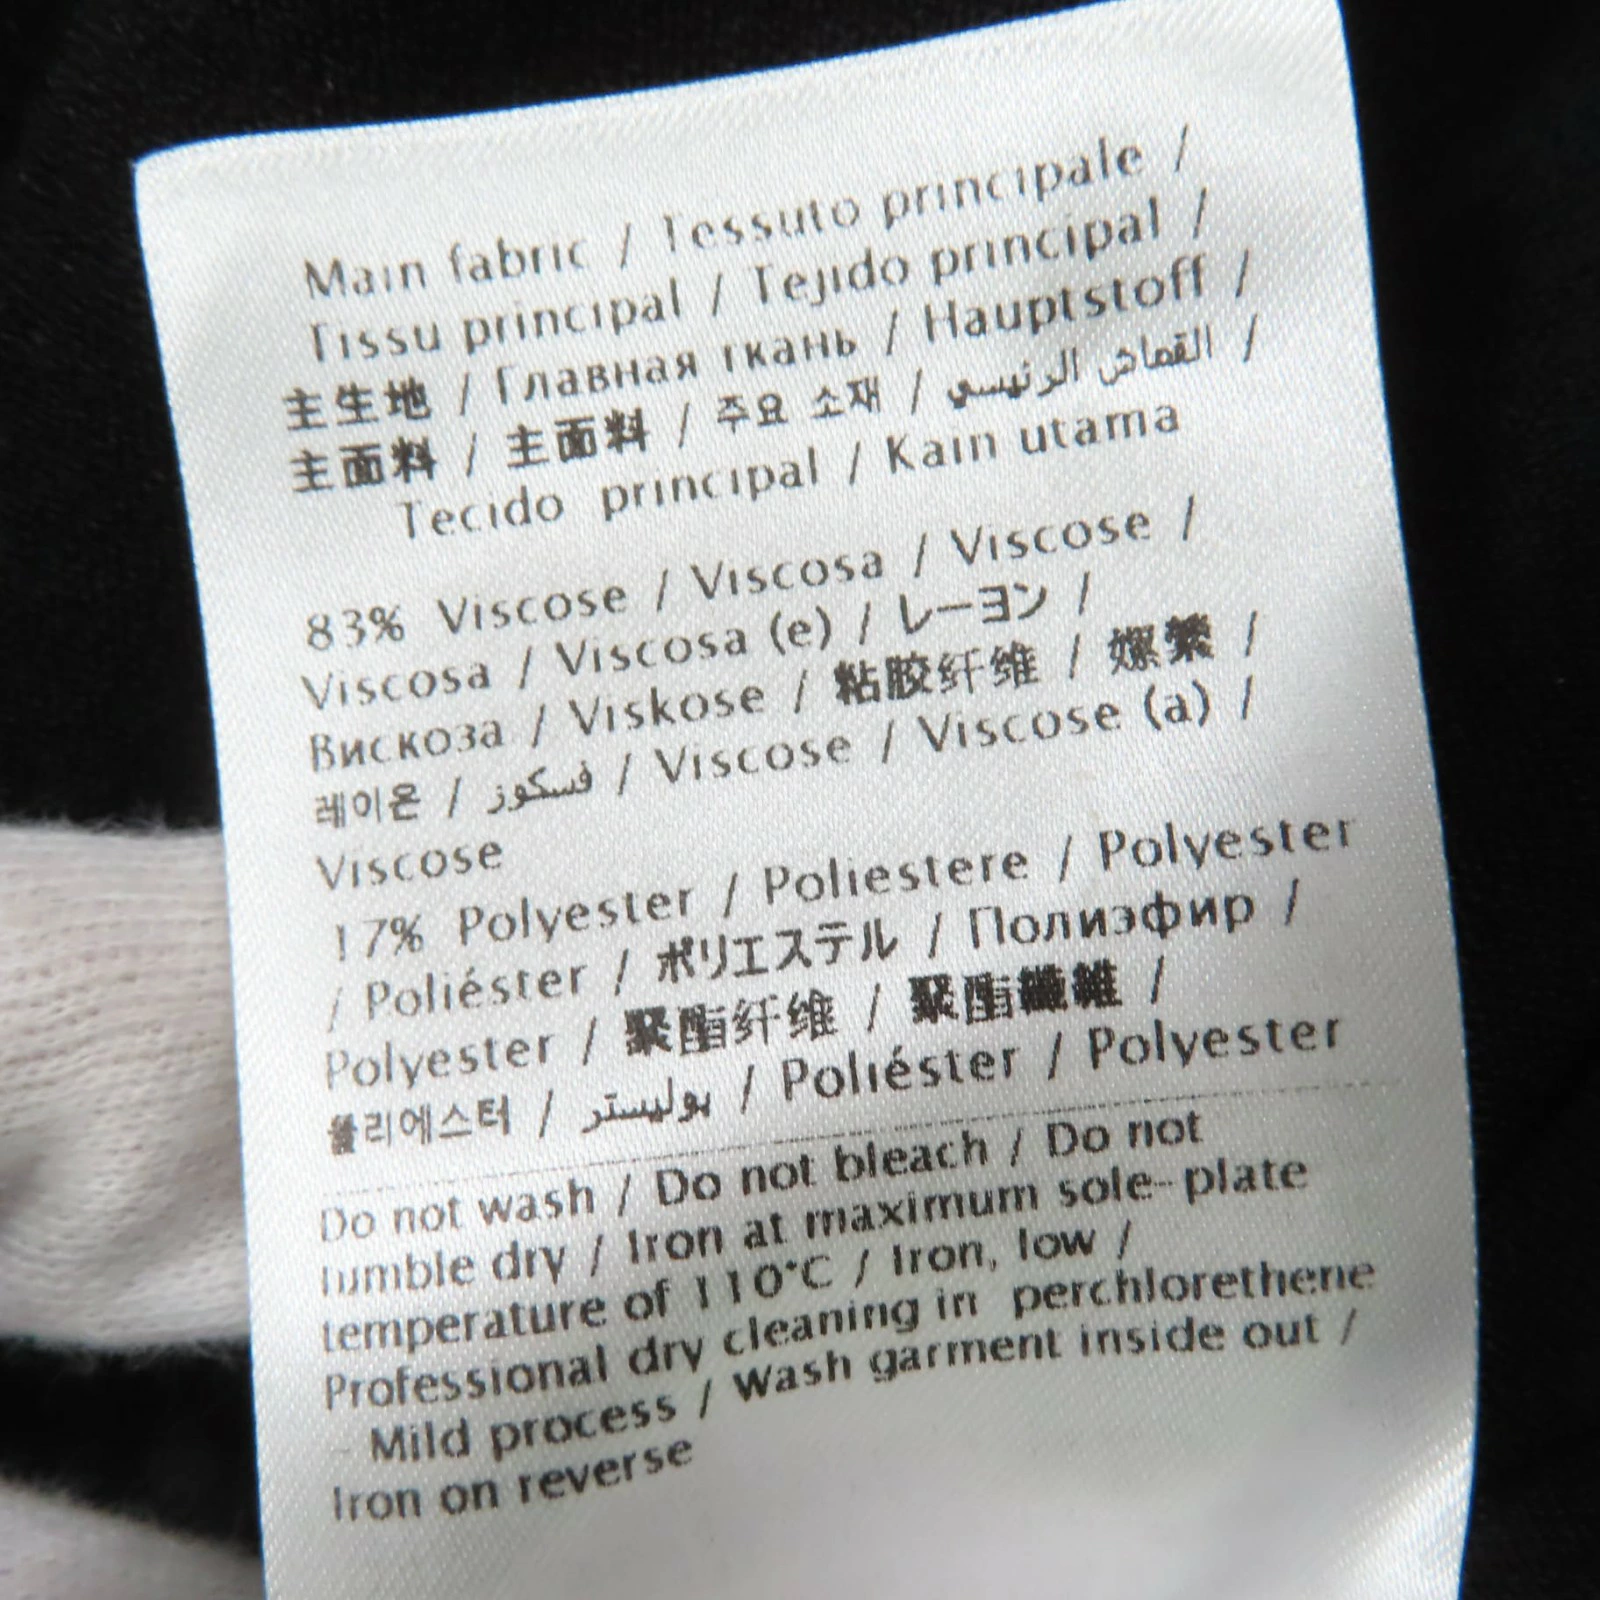 Main fabric / Tessuto principale /
Tissu principal / Tejido principal /
主生地 / Главная ткань / Hauptstoff /
主面料 / 主面料 / 주요 소재 / القماش الرئيسي /
Tecido principal / Kain utama
83% Viscose / Viscosa / Viscose /
Viscosa / Viscosa (e) / レーヨン /
Вискоза / Viskose / 粘胶纤维 / 嫘縈 /
레이온 / فسكوز / Viscose / Viscose (a) /
Viscose
17% Polyester / Poliestere / Polyester
/ Poliéster / ポリエステル / Полиэфир /
Polyester / 聚酯纤维 / 聚酯纖維 /
폴리에스터 / بوليستر / Poliéster / Polyester
Do not wash / Do not bleach / Do not
tumble dry / Iron at maximum sole-plate
temperature of 110°C / Iron, low /
Professional dry cleaning in perchlorethene
- Mild process / Wash garment inside out /
Iron on reverse